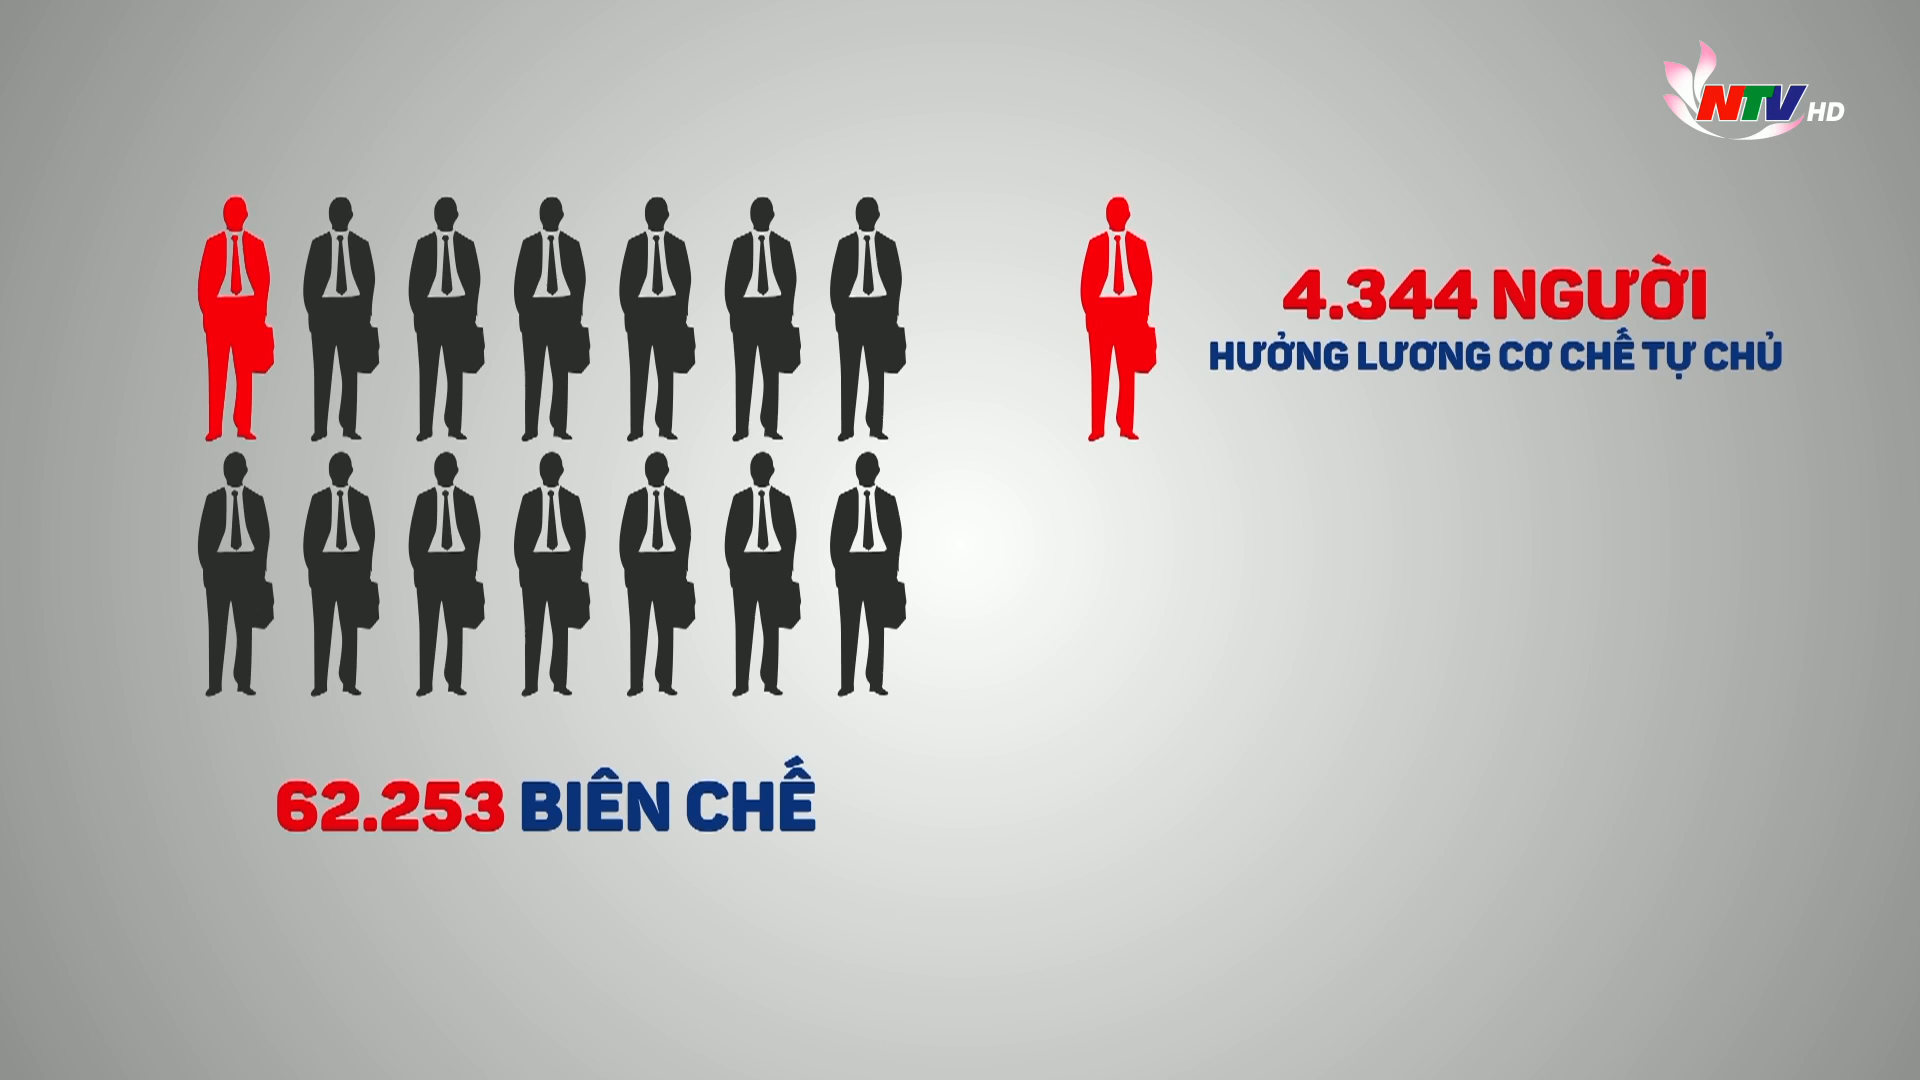 NTV HD
4.344 NGƯỜI
HƯỞNG LƯƠNG CƠ CHẾ TỰ CHỦ
62.253 BIÊN CHẾ